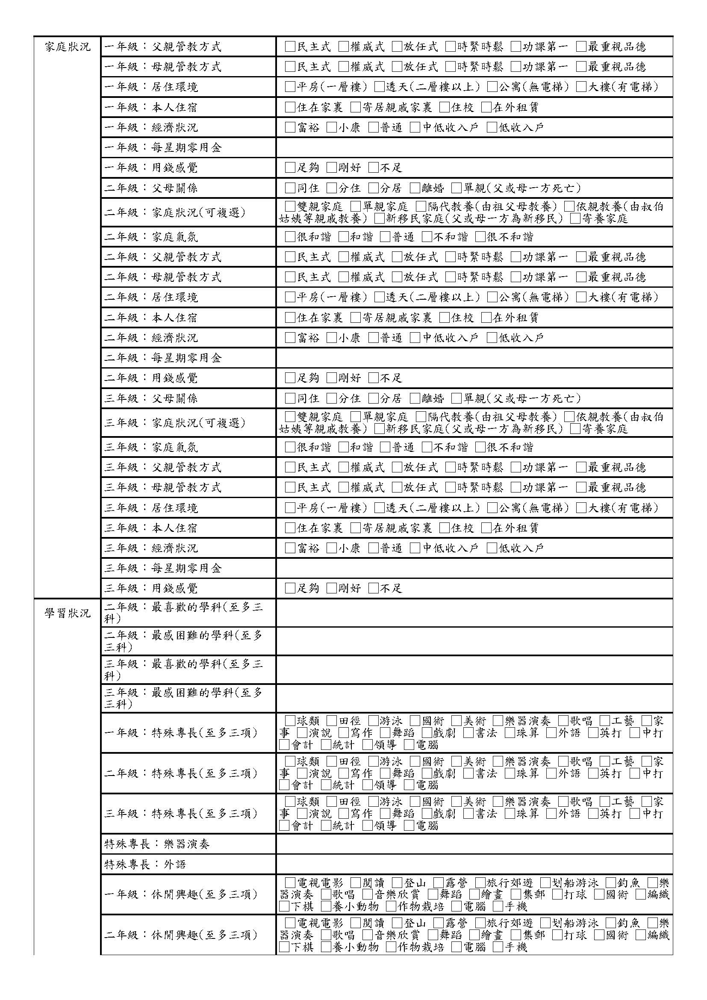 家庭狀況 一年級：父親管教方式 □民主式 □權威式 □放任式 □時緊時鬆 □功課第一 □最重視品德
一年級：母親管教方式 □民主式 □權威式 □放任式 □時緊時鬆 □功課第一 □最重視品德
一年級：居住環境 □平房(一層樓) □透天(二層樓以上) □公寓(無電梯) □大樓(有電梯)
一年級：本人住宿 □住在家裏 □寄居親戚家裏 □住校 □在外租賃
一年級：經濟狀況 □富裕 □小康 □普通 □中低收入戶 □低收入戶
一年級：每星期零用金
一年級：用錢感覺 □足夠 □剛好 □不足
二年級：父母關係 □同住 □分住 □分居 □離婚 □單親(父或母一方死亡)
二年級：家庭狀況(可複選) □雙親家庭 □單親家庭 □隔代教養(由祖父母教養) □依親教養(由叔伯
姑姨等親戚教養) □新移民家庭(父或母一方為新移民) □寄養家庭
二年級：家庭氣氛 □很和諧 □和諧 □普通 □不和諧 □很不和諧
二年級：父親管教方式 □民主式 □權威式 □放任式 □時緊時鬆 □功課第一 □最重視品德
二年級：母親管教方式 □民主式 □權威式 □放任式 □時緊時鬆 □功課第一 □最重視品德
二年級：居住環境 □平房(一層樓) □透天(二層樓以上) □公寓(無電梯) □大樓(有電梯)
二年級：本人住宿 □住在家裏 □寄居親戚家裏 □住校 □在外租賃
二年級：經濟狀況 □富裕 □小康 □普通 □中低收入戶 □低收入戶
二年級：每星期零用金
二年級：用錢感覺 □足夠 □剛好 □不足
三年級：父母關係 □同住 □分住 □分居 □離婚 □單親(父或母一方死亡)
三年級：家庭狀況(可複選) □雙親家庭 □單親家庭 □隔代教養(由祖父母教養) □依親教養(由叔伯
姑姨等親戚教養) □新移民家庭(父或母一方為新移民) □寄養家庭
三年級：家庭氣氛 □很和諧 □和諧 □普通 □不和諧 □很不和諧
三年級：父親管教方式 □民主式 □權威式 □放任式 □時緊時鬆 □功課第一 □最重視品德
三年級：母親管教方式 □民主式 □權威式 □放任式 □時緊時鬆 □功課第一 □最重視品德
三年級：居住環境 □平房(一層樓) □透天(二層樓以上) □公寓(無電梯) □大樓(有電梯)
三年級：本人住宿 □住在家裏 □寄居親戚家裏 □住校 □在外租賃
三年級：經濟狀況 □富裕 □小康 □普通 □中低收入戶 □低收入戶
三年級：每星期零用金
三年級：用錢感覺 □足夠 □剛好 □不足
學習狀況 二年級：最喜歡的學科(至多三
科)
二年級：最感困難的學科(至多
三科)
三年級：最喜歡的學科(至多三
科)
三年級：最感困難的學科(至多
三科)
一年級：特殊專長(至多三項) □球類 □田徑 □游泳 □國術 □美術 □樂器演奏 □歌唱 □工藝 □家
事 □演說 □寫作 □舞蹈 □戲劇 □書法 □珠算 □外語 □英打 □中打
□會計 □統計 □領導 □電腦
二年級：特殊專長(至多三項) □球類 □田徑 □游泳 □國術 □美術 □樂器演奏 □歌唱 □工藝 □家
事 □演說 □寫作 □舞蹈 □戲劇 □書法 □珠算 □外語 □英打 □中打
□會計 □統計 □領導 □電腦
三年級：特殊專長(至多三項) □球類 □田徑 □游泳 □國術 □美術 □樂器演奏 □歌唱 □工藝 □家
事 □演說 □寫作 □舞蹈 □戲劇 □書法 □珠算 □外語 □英打 □中打
□會計 □統計 □領導 □電腦
特殊專長：樂器演奏
特殊專長：外語
一年級：休閒興趣(至多三項) □電視電影 □閱讀 □登山 □露營 □旅行郊遊 □划船游泳 □釣魚 □樂
器演奏 □歌唱 □音樂欣賞 □舞蹈 □繪畫 □集郵 □打球 □國術 □編織
□下棋 □養小動物 □作物栽培 □電腦 □手機
二年級：休閒興趣(至多三項) □電視電影 □閱讀 □登山 □露營 □旅行郊遊 □划船游泳 □釣魚 □樂
器演奏 □歌唱 □音樂欣賞 □舞蹈 □繪畫 □集郵 □打球 □國術 □編織
□下棋 □養小動物 □作物栽培 □電腦 □手機